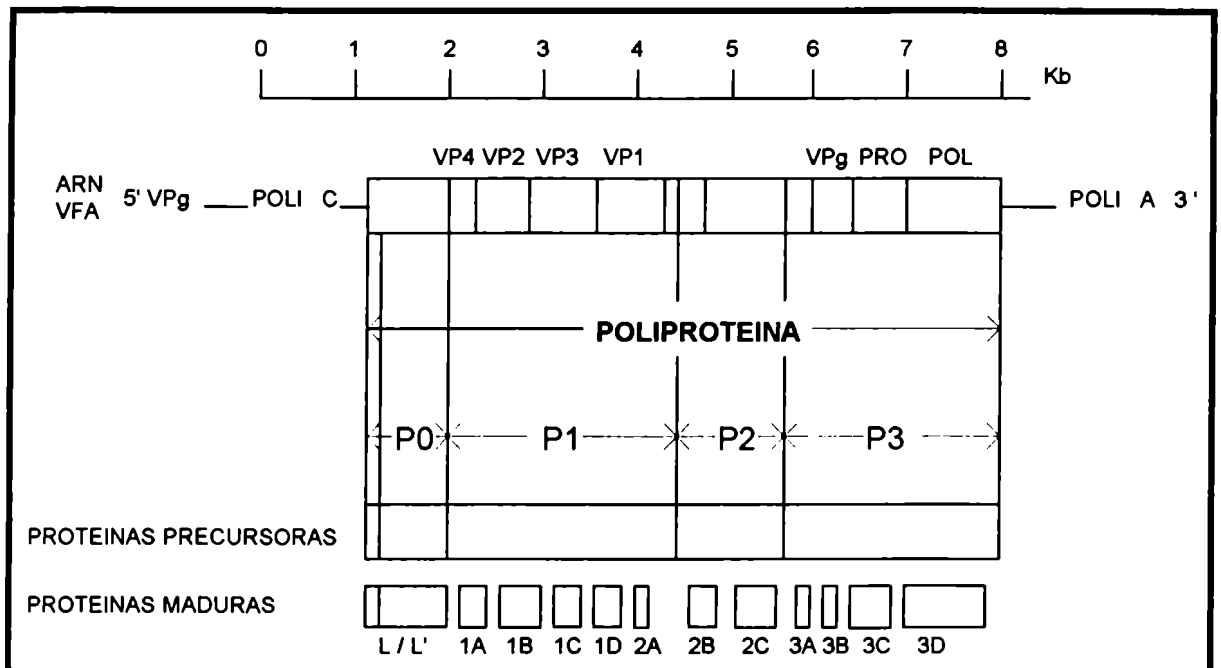 0 1 2 3 4 5 6 7 8
Kb
VP4 VP2 VP3 VP1 VPg PRO POL
ARN
VFA 5' VPg POLI C POLI A 3'
POLIPROTEINA
P0 P1 P2 P3
PROTEINAS PRECURSORAS
PROTEINAS MADURAS
L / L' 1A 1B 1C 1D 2A 2B 2C 3A 3B 3C 3D